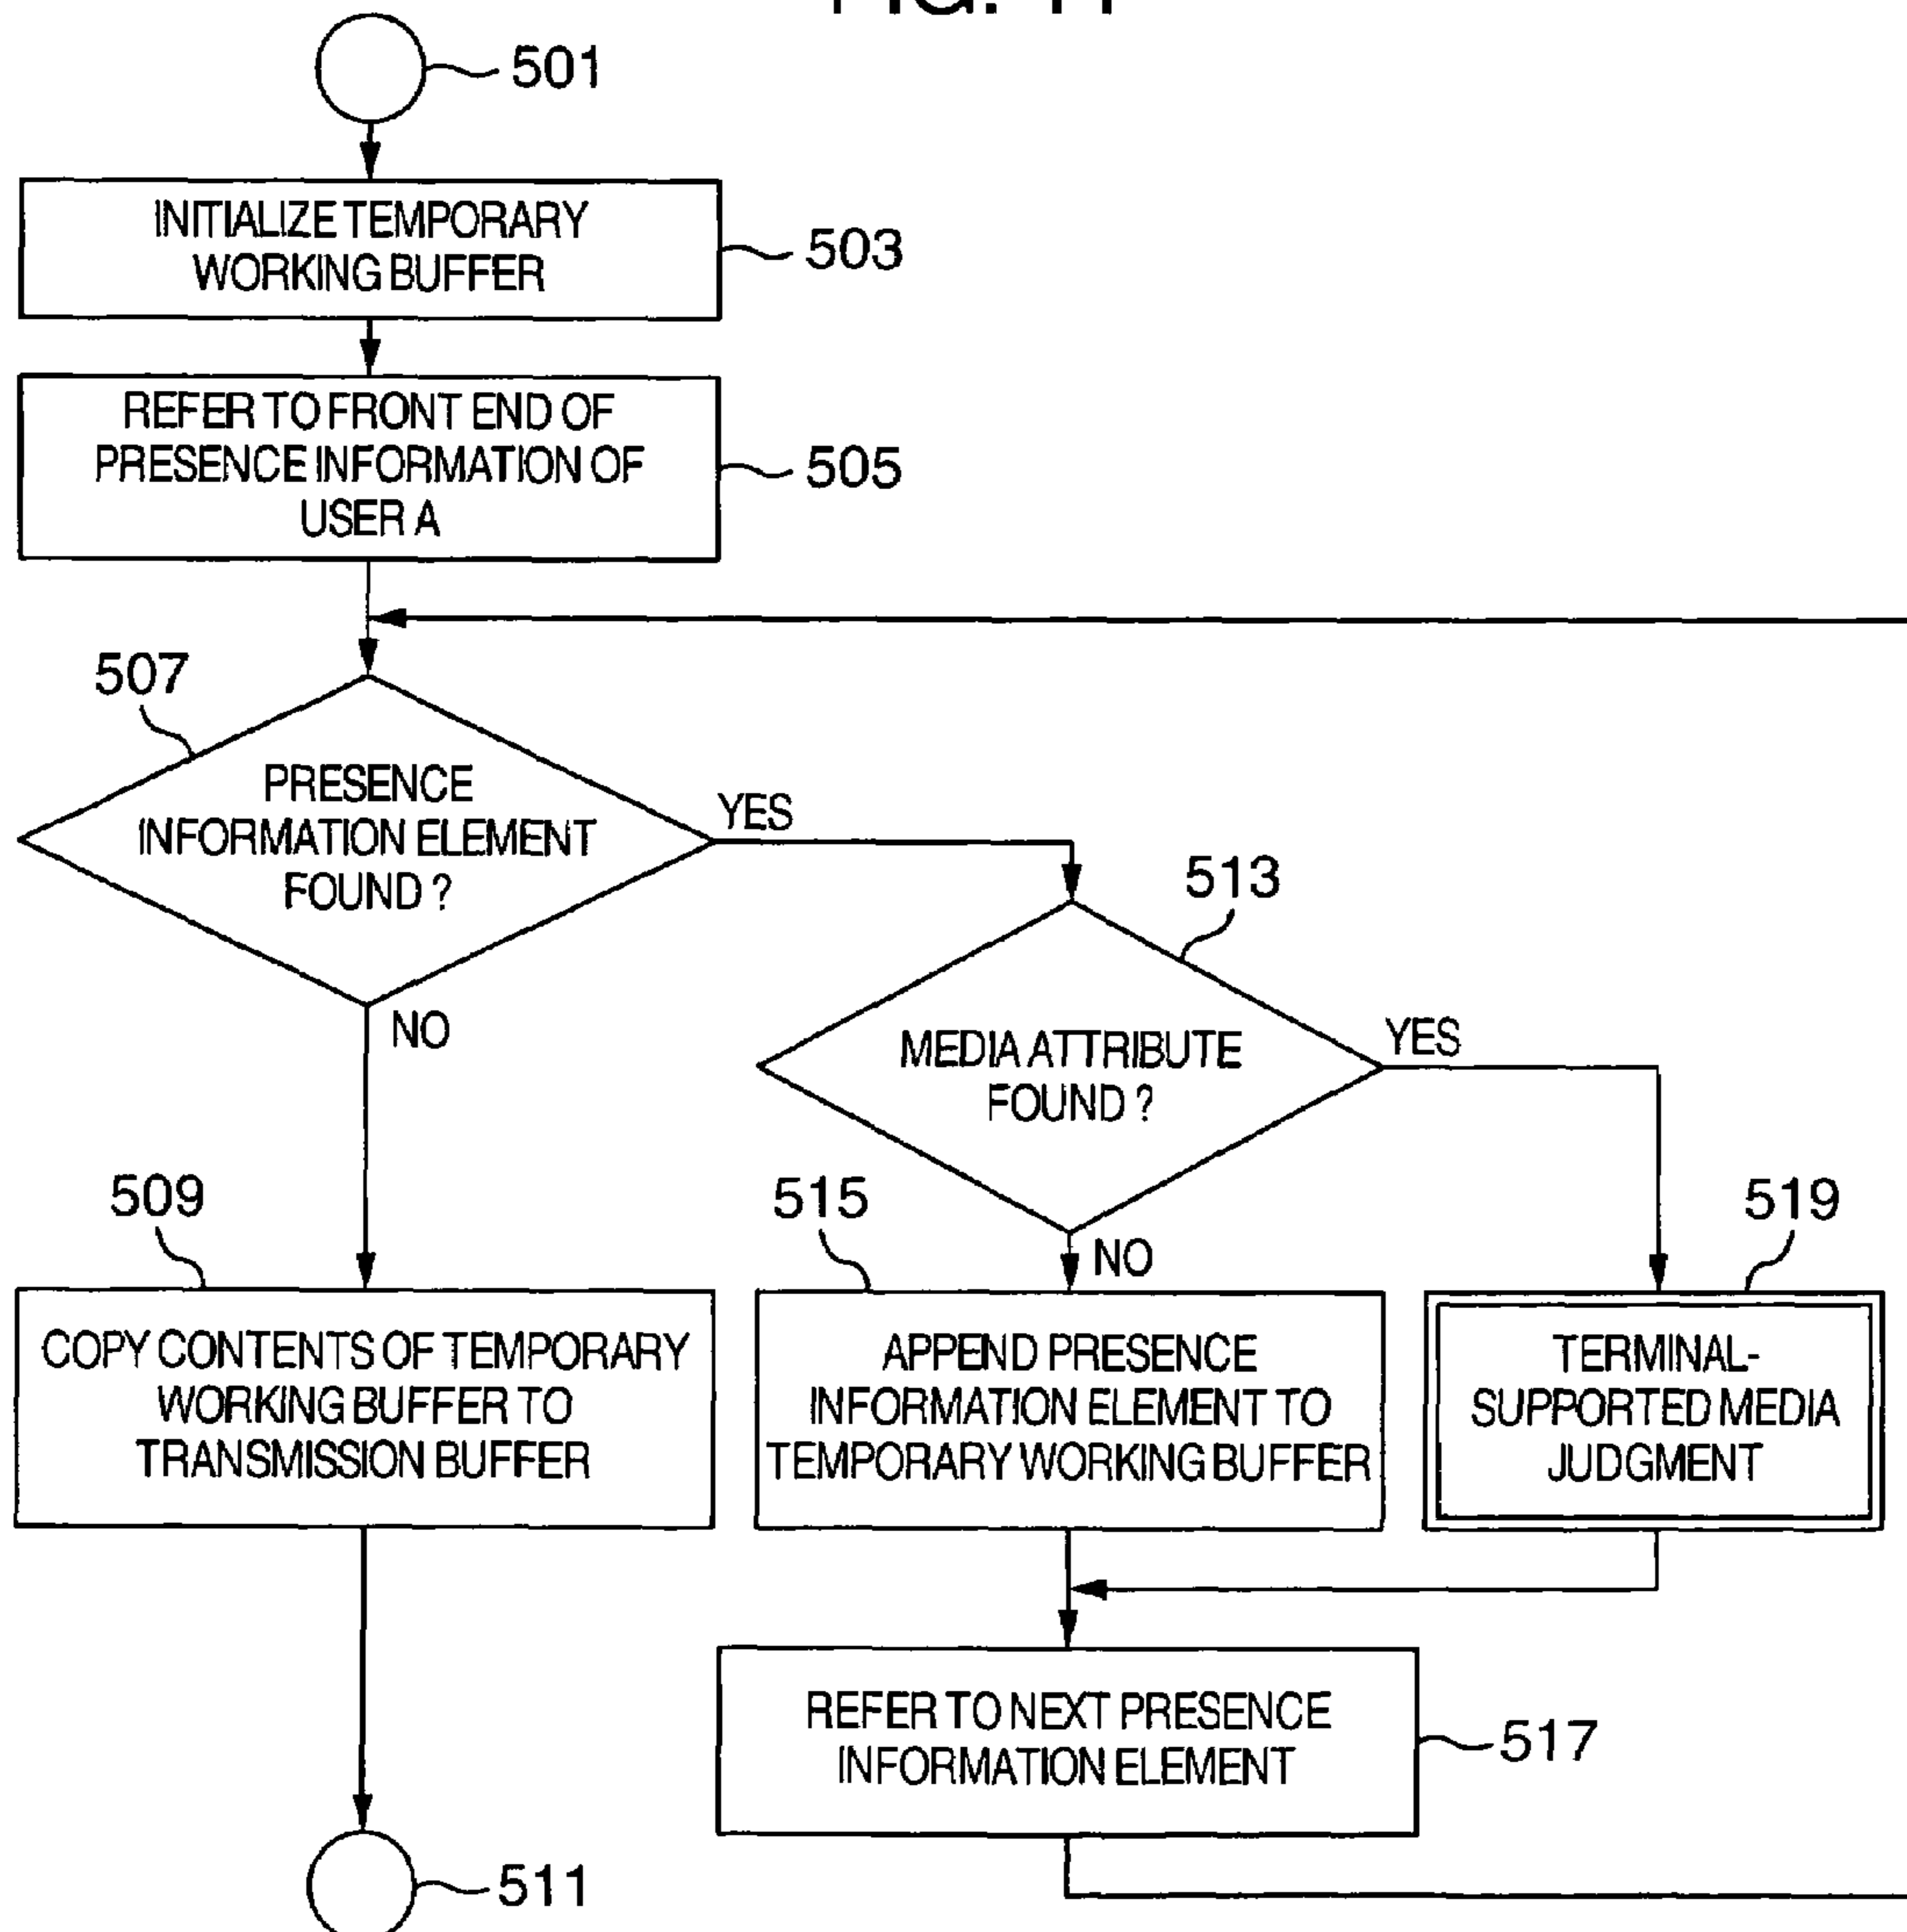 501
INITIALIZE TEMPORARY
WORKING BUFFER
503
REFER TO FRONT END OF
PRESENCE INFORMATION OF
USER A
505
507
PRESENCE
INFORMATION ELEMENT
FOUND ?
YES
NO
513
MEDIA ATTRIBUTE
FOUND ?
YES
NO
509
COPY CONTENTS OF TEMPORARY
WORKING BUFFER TO
TRANSMISSION BUFFER
515
APPEND PRESENCE
INFORMATION ELEMENT TO
TEMPORARY WORKING BUFFER
519
TERMINAL-
SUPPORTED MEDIA
JUDGMENT
REFER TO NEXT PRESENCE
INFORMATION ELEMENT
517
511